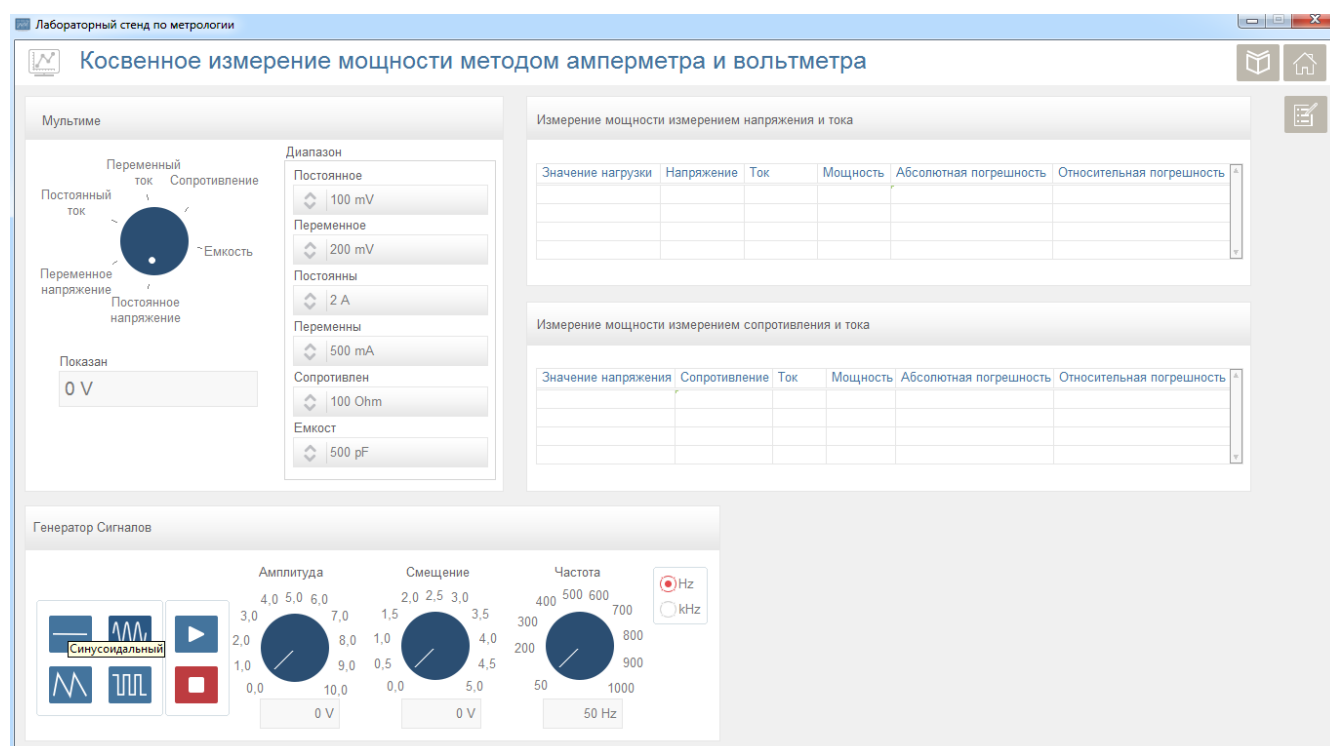 Лабораторный стенд по метрологии
Косвенное измерение мощности методом амперметра и вольтметра
Мультиме
Переменный
ток
Сопротивление
Постоянный
ток
Емкость
Переменное
напряжение
Постоянное
напряжение
Показан
0 V
Диапазон
Постоянное
100 mV
Переменное
200 mV
Постоянны
2 A
Переменны
500 mA
Сопротивлен
100 Ohm
Емкост
500 pF
Измерение мощности измерением напряжения и тока
Значение нагрузки Напряжение Ток Мощность Абсолютная погрешность Относительная погрешность
Измерение мощности измерением сопротивления и тока
Значение напряжения Сопротивление Ток Мощность Абсолютная погрешность Относительная погрешность
Генератор Сигналов
Синусоидальный
Амплитуда
4,0 5,0 6,0
3,0 7,0
2,0 8,0
1,0 9,0
0,0 10,0
0 V
Смещение
2,0 2,5 3,0
1,5 3,5
1,0 4,0
0,5 4,5
0,0 5,0
0 V
Частота
400 500 600
300 700
200 800
900
50 1000
50 Hz
Hz
kHz